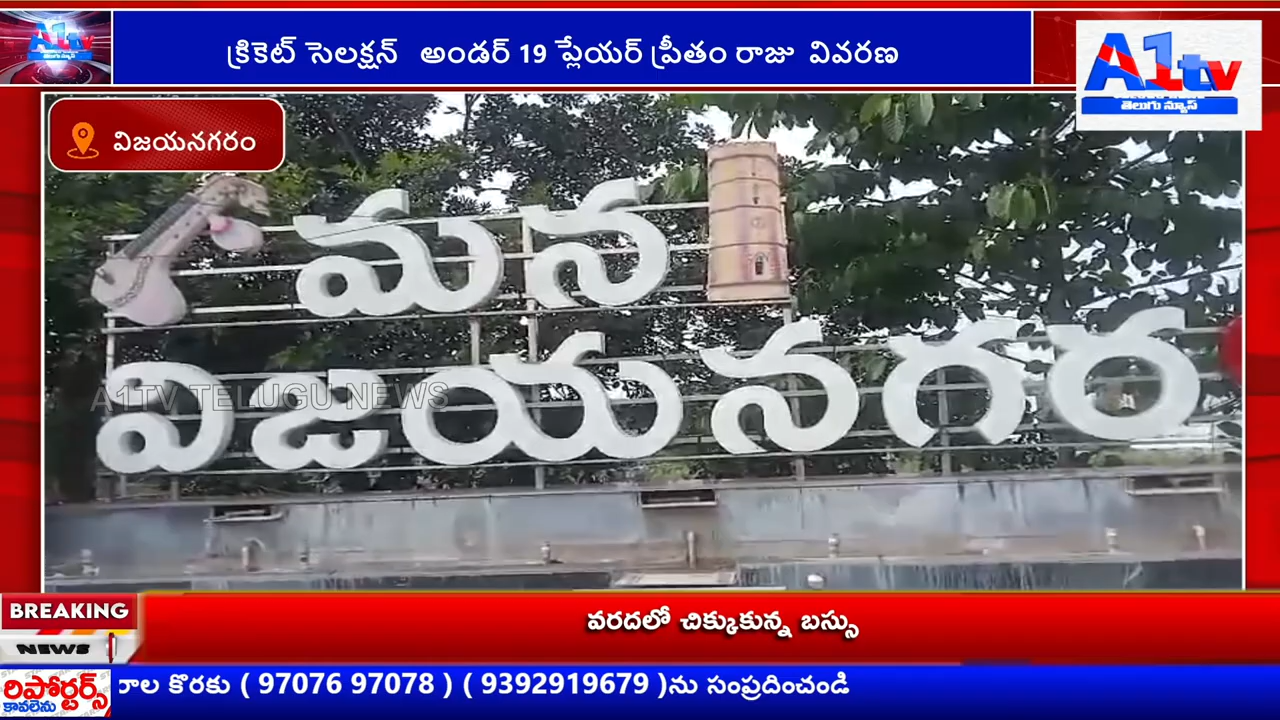 క్రికెట్ సెలక్షన్ అండర్ 19 ప్లేయర్ ప్రీతం రాజు వివరణ
A1tv
తెలుగు న్యూస్
విజయనగరం
మన
విజయనగర
A1TV TELUGU NEWS
BREAKING
NEWS
వరదలో చిక్కుకున్న బస్సు
రిపోర్టర్స్
కావలెను
కొరకు ( 97076 97078 ) ( 9392919679 )ను సంప్రదించండి